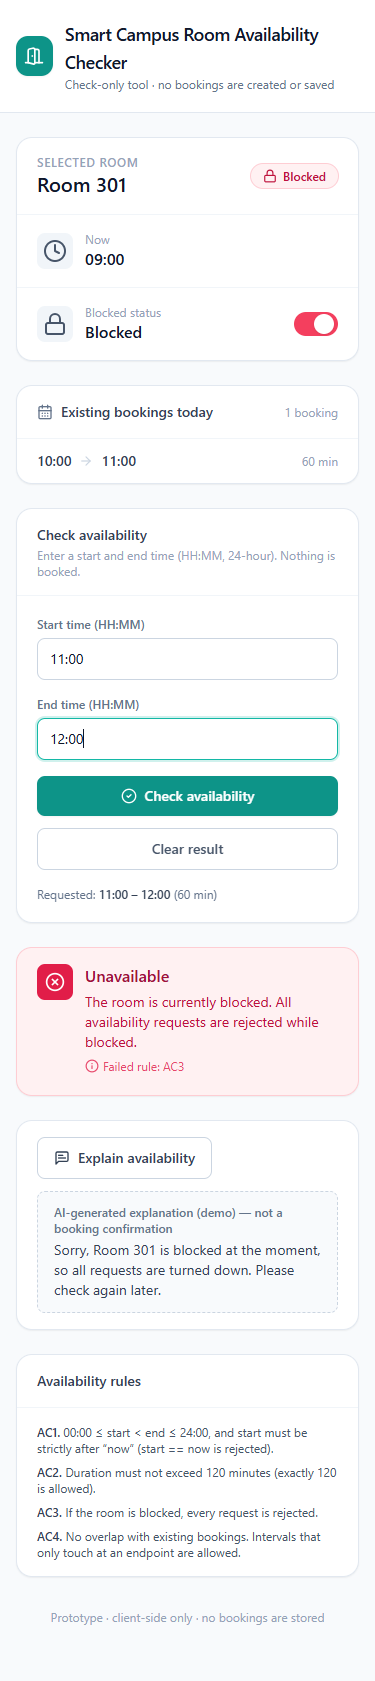 Smart Campus Room Availability
Checker
Check-only tool · no bookings are created or saved
SELECTED ROOM
Room 301
Blocked
Now
09:00
Blocked status
Blocked
Existing bookings today
1 booking
10:00 → 11:00
60 min
Check availability
Enter a start and end time (HH:MM, 24-hour). Nothing is
booked.
Start time (HH:MM)
11:00
End time (HH:MM)
12:00
Check availability
Clear result
Requested: 11:00 – 12:00 (60 min)
Unavailable
The room is currently blocked. All
availability requests are rejected while
blocked.
Failed rule: AC3
Explain availability
AI-generated explanation (demo) — not a
booking confirmation
Sorry, Room 301 is blocked at the moment,
so all requests are turned down. Please
check again later.
Availability rules
AC1. 00:00 ≤ start < end ≤ 24:00, and start must be
strictly after “now” (start == now is rejected).
AC2. Duration must not exceed 120 minutes (exactly 120
is allowed).
AC3. If the room is blocked, every request is rejected.
AC4. No overlap with existing bookings. Intervals that
only touch at an endpoint are allowed.
Prototype · client-side only · no bookings are stored